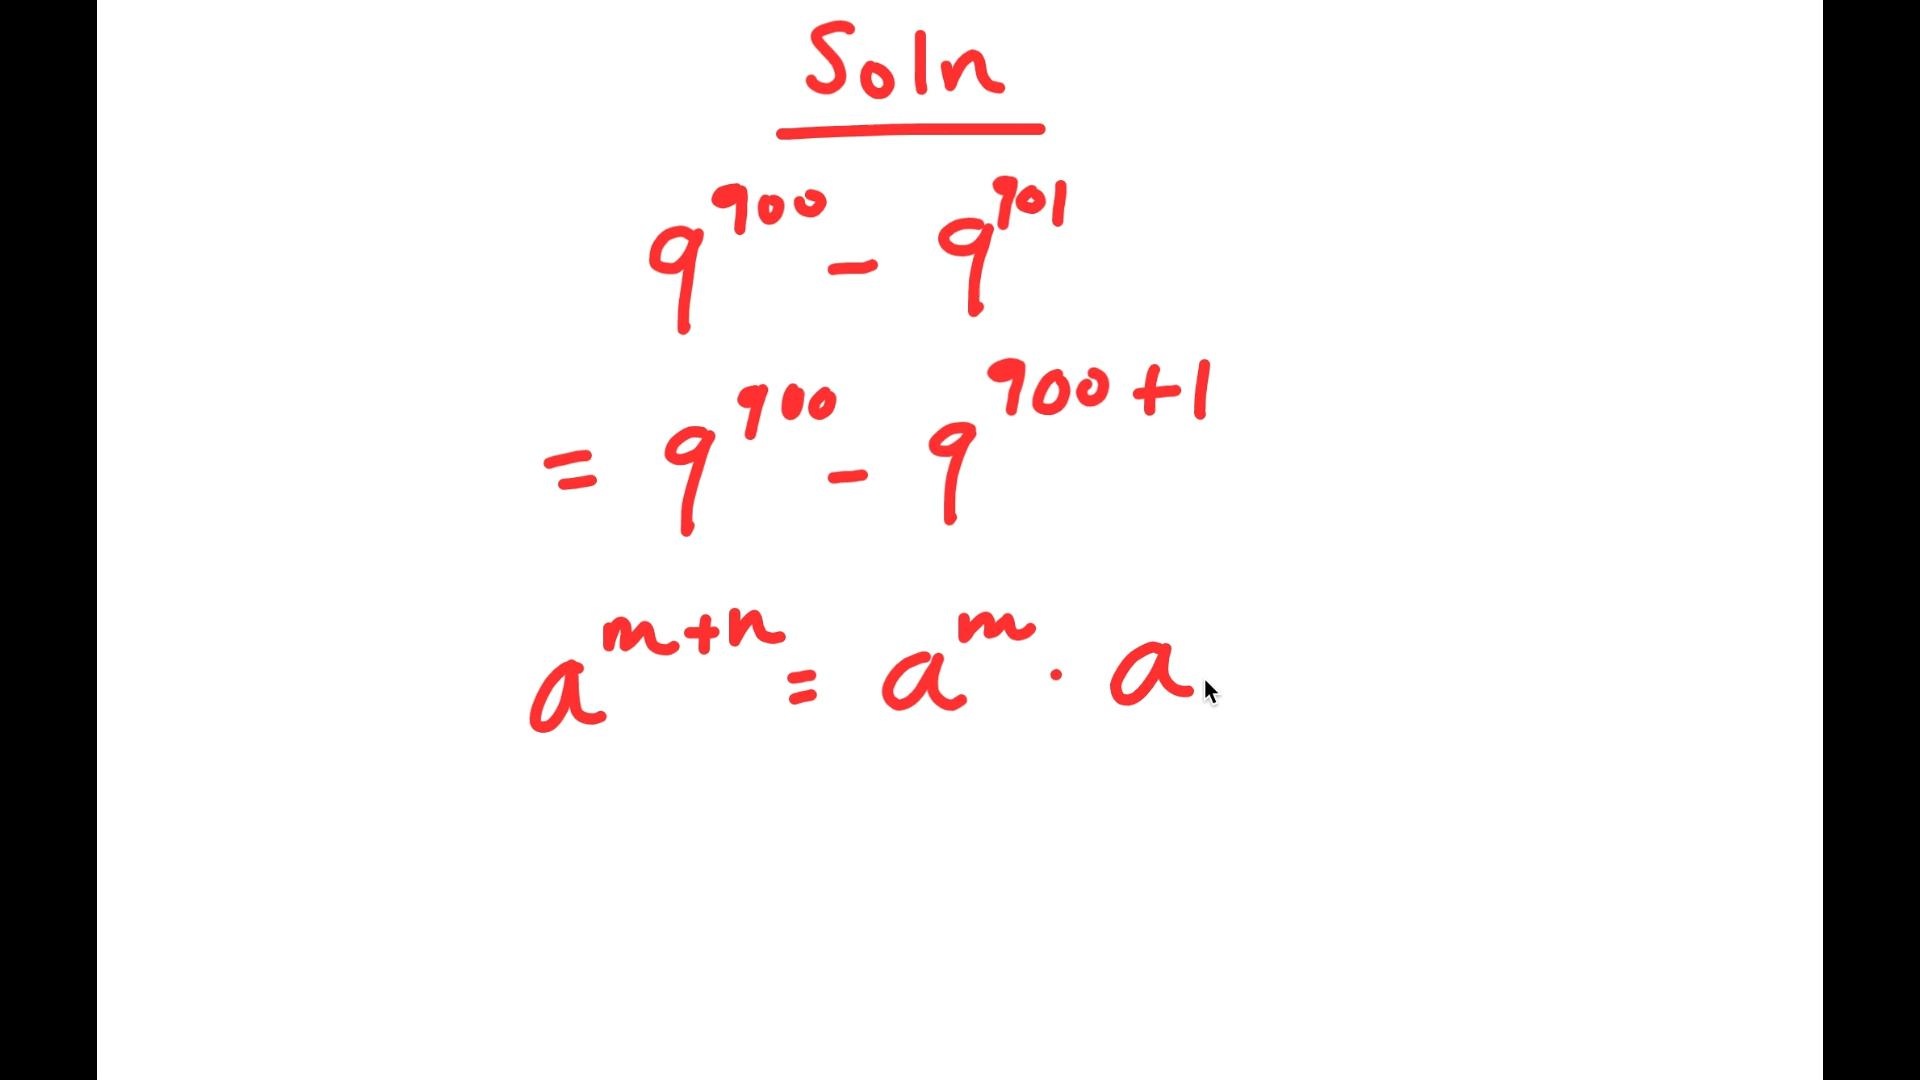 Soln
9^900 - 9^901
= 9^900 - 9^900+1
a^m+n = a^m · a